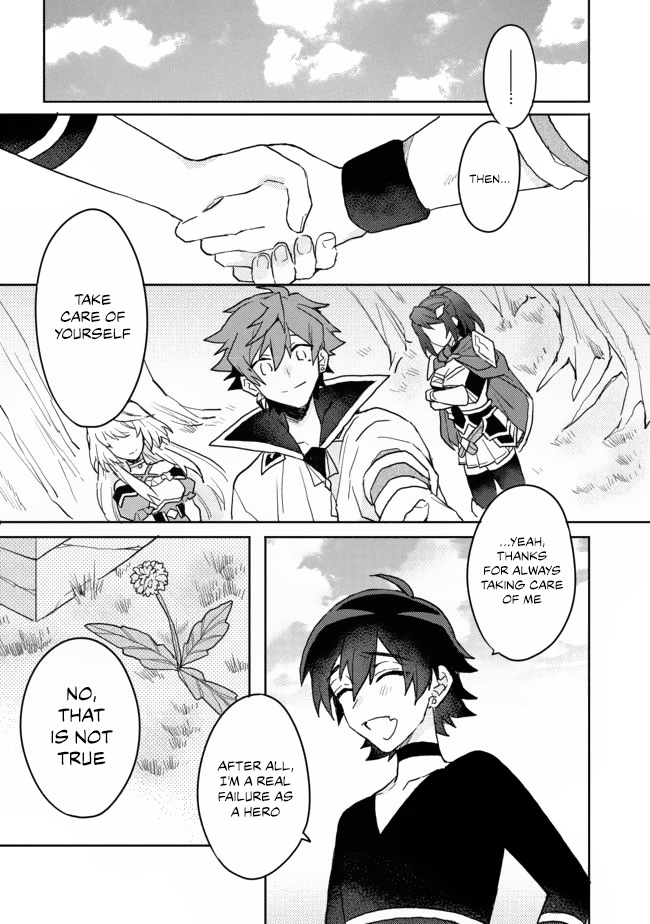 THEN...
TAKE
CARE OF
YOURSELF
...YEAH,
THANKS
FOR ALWAYS
TAKING CARE
OF ME
AFTER ALL,
I'M A REAL
FAILURE AS
A HERO
NO,
THAT
IS NOT
TRUE